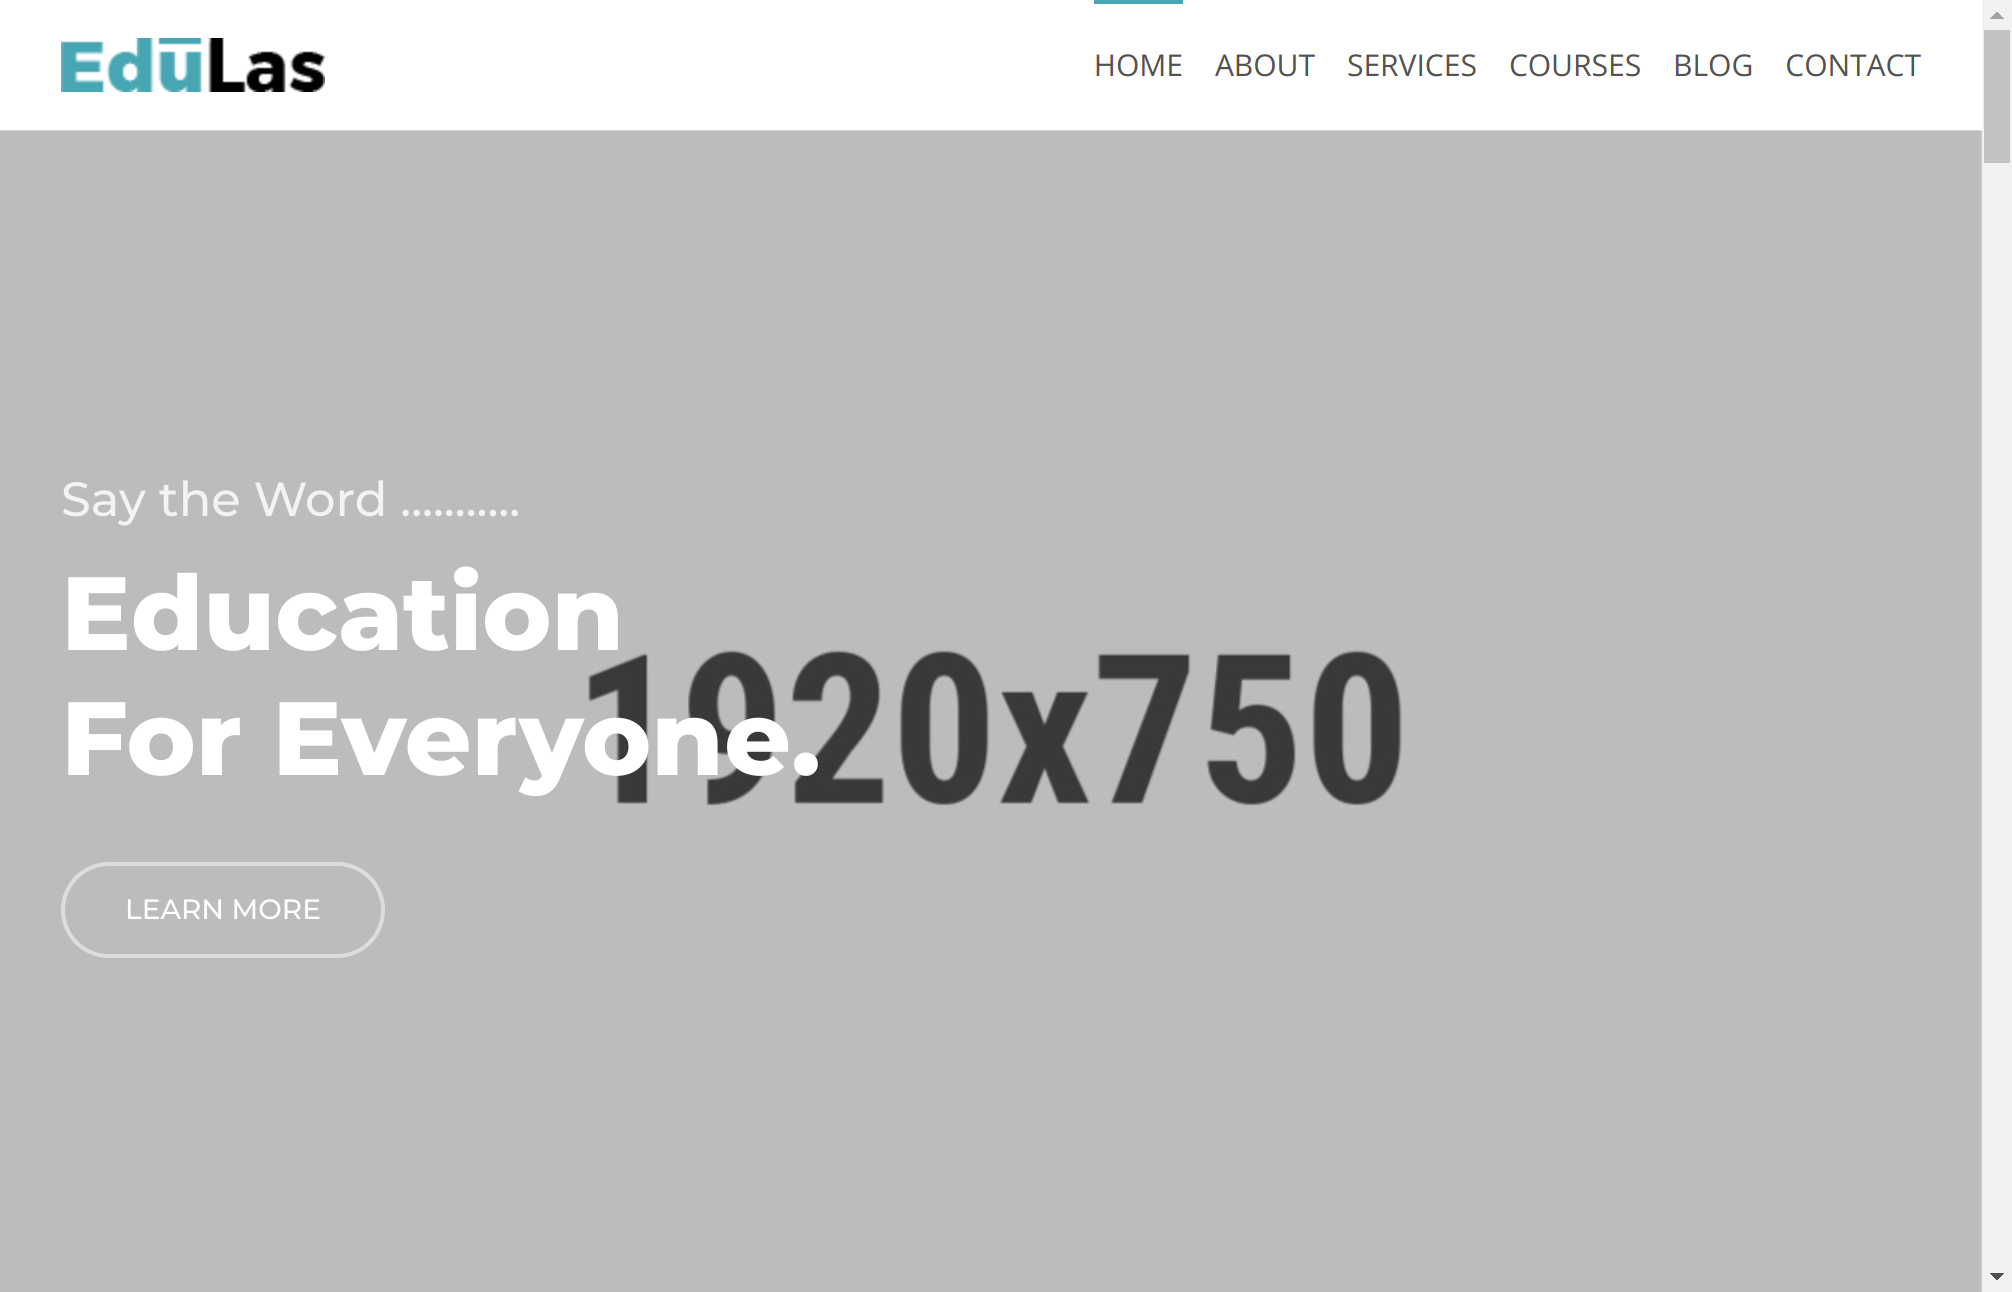 EdūLas
HOME ABOUT SERVICES COURSES BLOG CONTACT
Say the Word ...........
Education
For Everyone.
1920x750
LEARN MORE